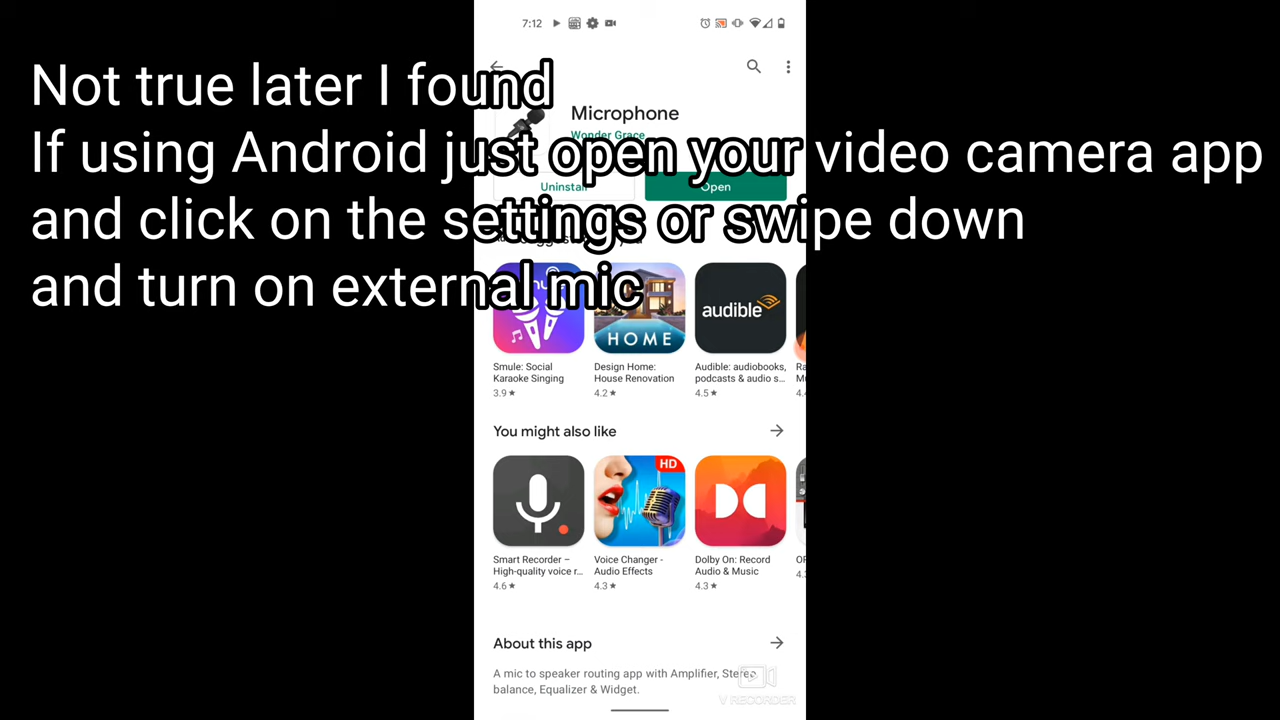 7:12
Not true later I found
If using Android just open your video camera app
and click on the settings or swipe down
and turn on external mic
Microphone
Wonder Grace
Uninstall Open
HOME audible
Smule: Social Design Home: Audible: audiobooks,
Karaoke Singing House Renovation podcasts & audio s...
3.9★ 4.2★ 4.5★
You might also like
HD
Smart Recorder – Voice Changer - Dolby On: Record
High-quality voice r... Audio Effects Audio & Music
4.6★ 4.3★ 4.3★
About this app
A mic to speaker routing app with Amplifier, Stereo
balance, Equalizer & Widget.
V RECORDER